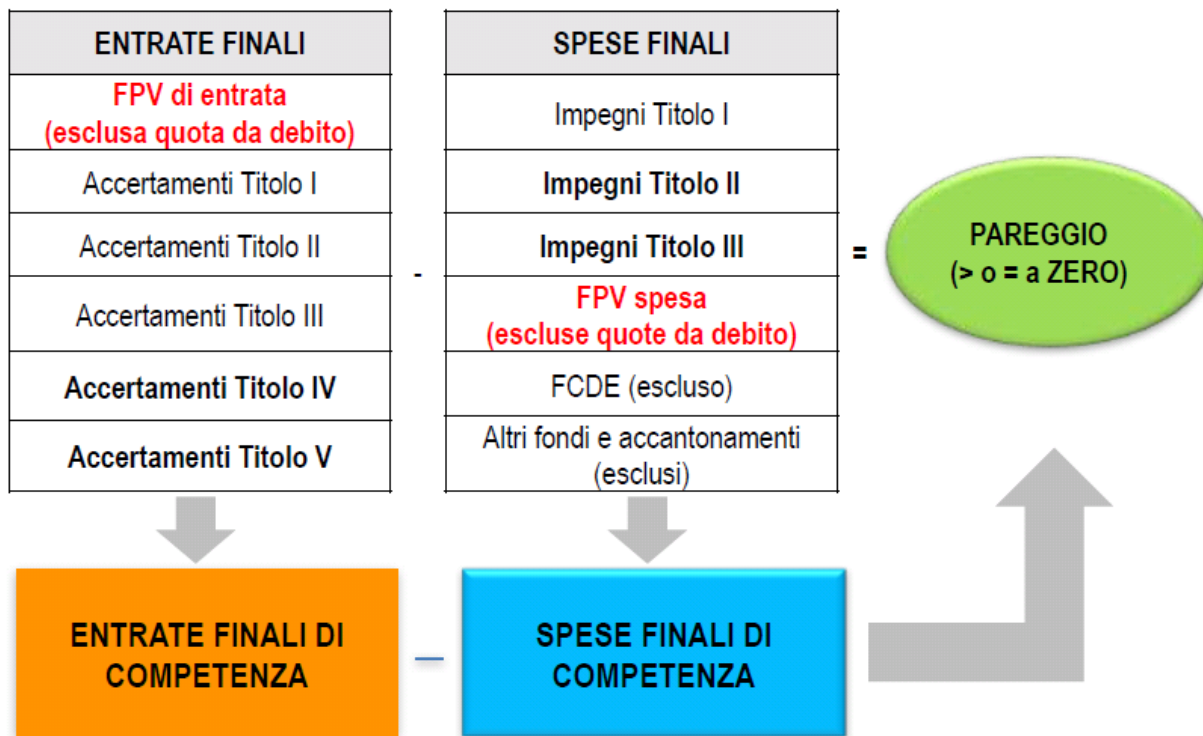 ENTRATE FINALI
FPV di entrata
(esclusa quota da debito)
Accertamenti Titolo I
Accertamenti Titolo II
Accertamenti Titolo III
Accertamenti Titolo IV
Accertamenti Titolo V
-
SPESE FINALI
Impegni Titolo I
Impegni Titolo II
Impegni Titolo III
FPV spesa
(escluse quote da debito)
FCDE (escluso)
Altri fondi e accantonamenti
(esclusi)
=
PAREGGIO
(> o = a ZERO)
ENTRATE FINALI DI
COMPETENZA
–
SPESE FINALI DI
COMPETENZA